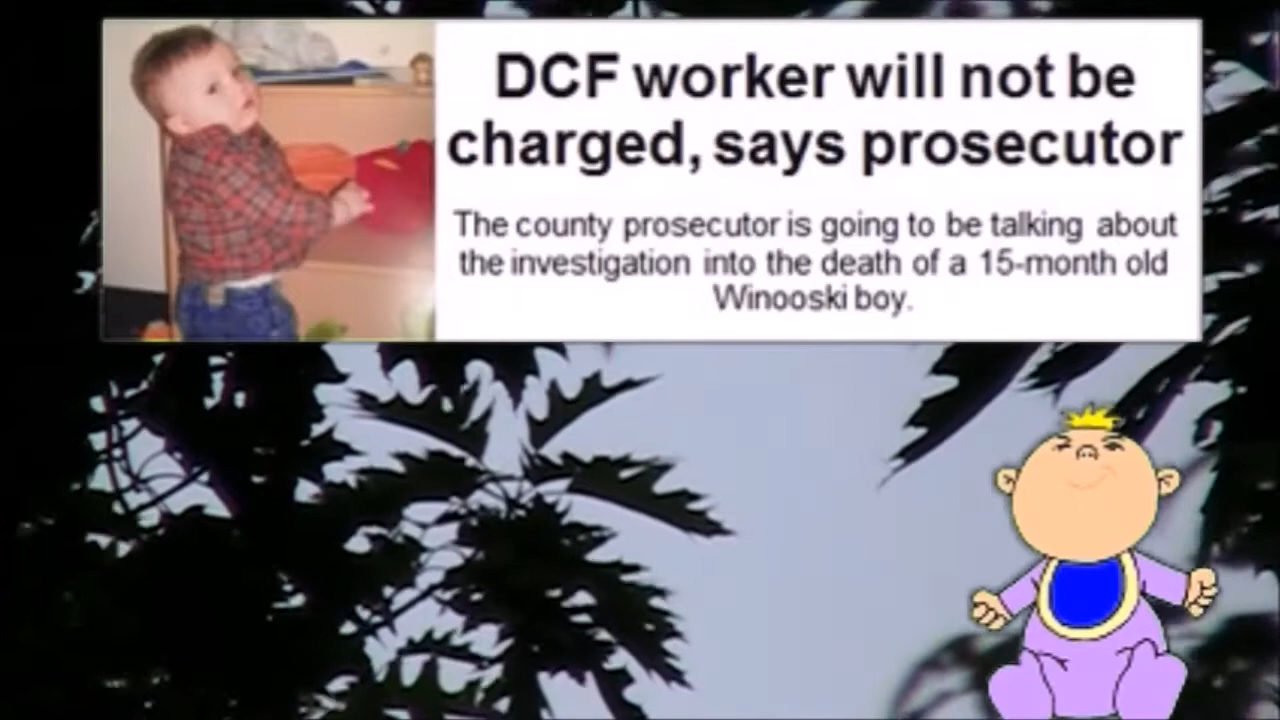 DCF worker will not be
charged, says prosecutor
The county prosecutor is going to be talking about
the investigation into the death of a 15-month old
Winooski boy.